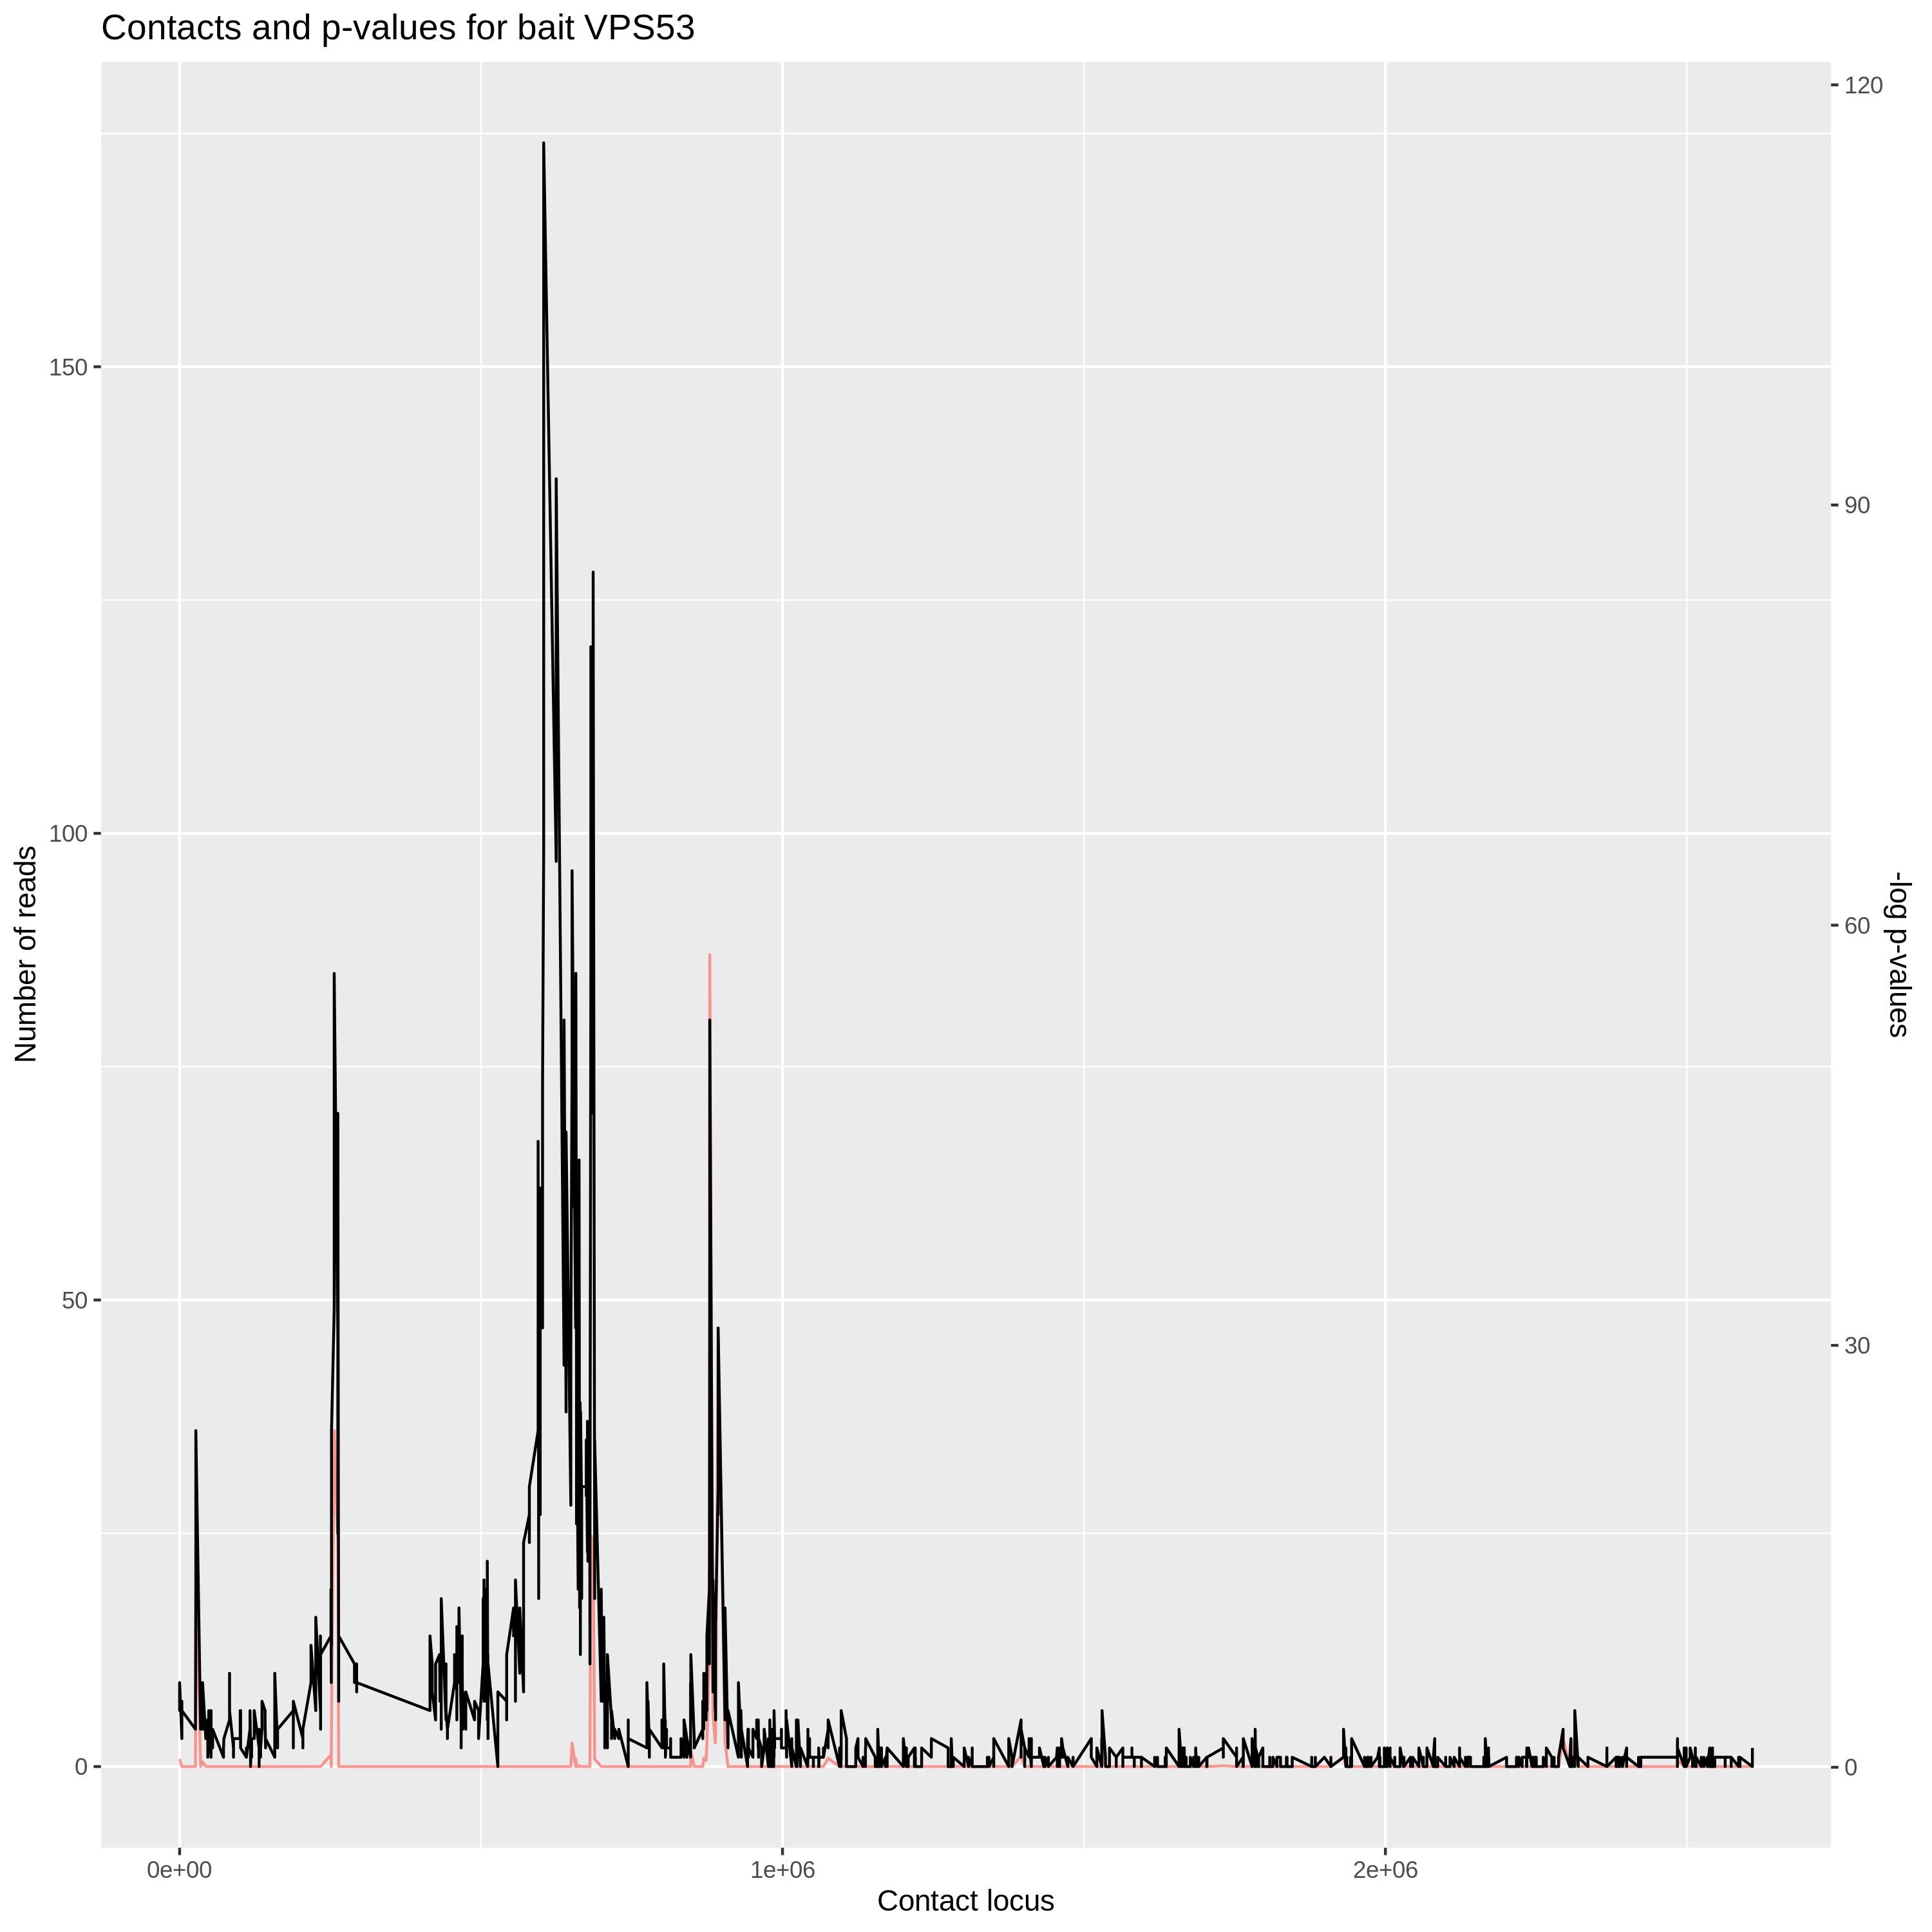 Contacts and p-values for bait VPS53
120
150
90
100
60
50
30
0
0
Number of reads
-log p-values
0e+00
1e+06
2e+06
Contact locus